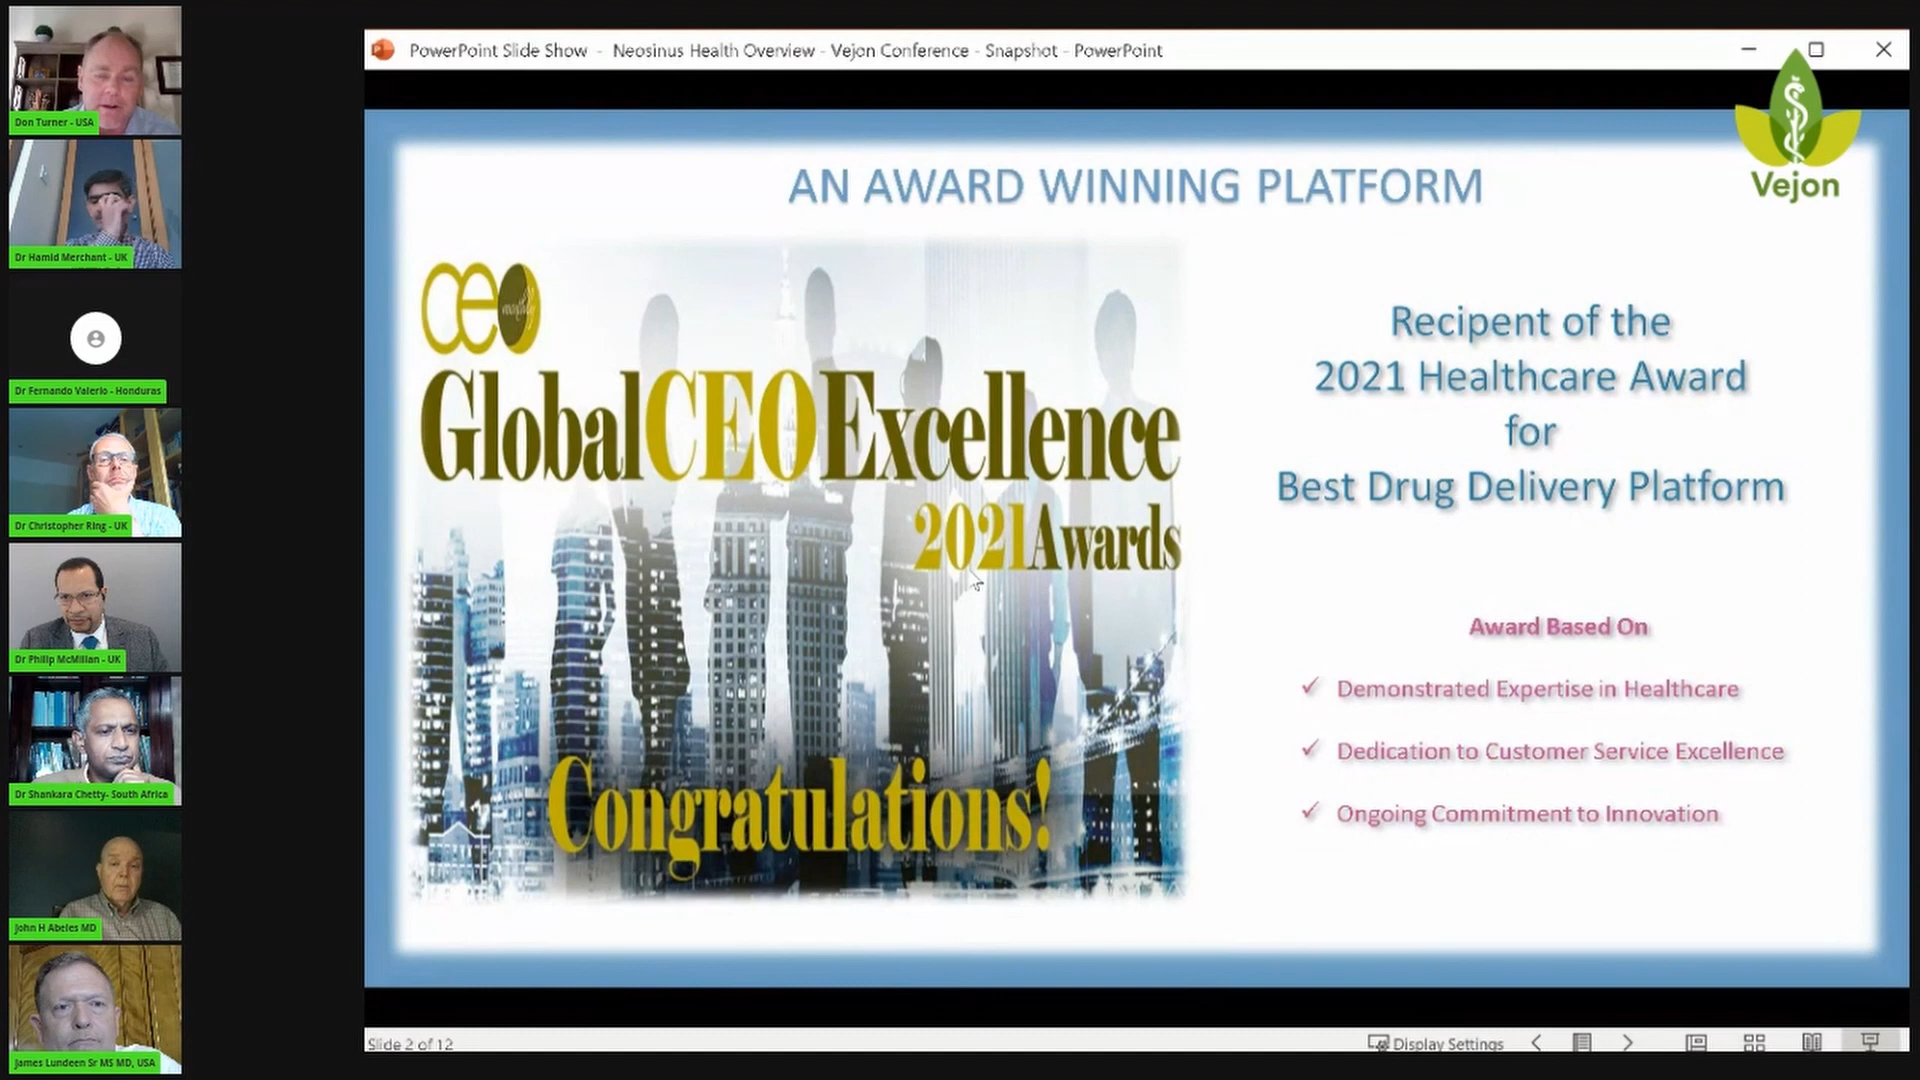 Don Turner - USA
Dr Hamid Merchant - UK
Dr Fernando Valerio - Honduras
Dr Christopher Ring - UK
Dr Philip McMillan - UK
Dr Shankara Chetty- South Africa
John H Abeles MD
James Lundeen Sr MS MD, USA
PowerPoint Slide Show - Neosinus Health Overview - Vejon Conference - Snapshot - PowerPoint
Vejon
AN AWARD WINNING PLATFORM
ceo
monthly
GlobalCEOExcellence
2021Awards
Congratulations!
Recipent of the
2021 Healthcare Award
for
Best Drug Delivery Platform
Award Based On
✓ Demonstrated Expertise in Healthcare
✓ Dedication to Customer Service Excellence
✓ Ongoing Commitment to Innovation
Slide 2 of 12
Display Settings